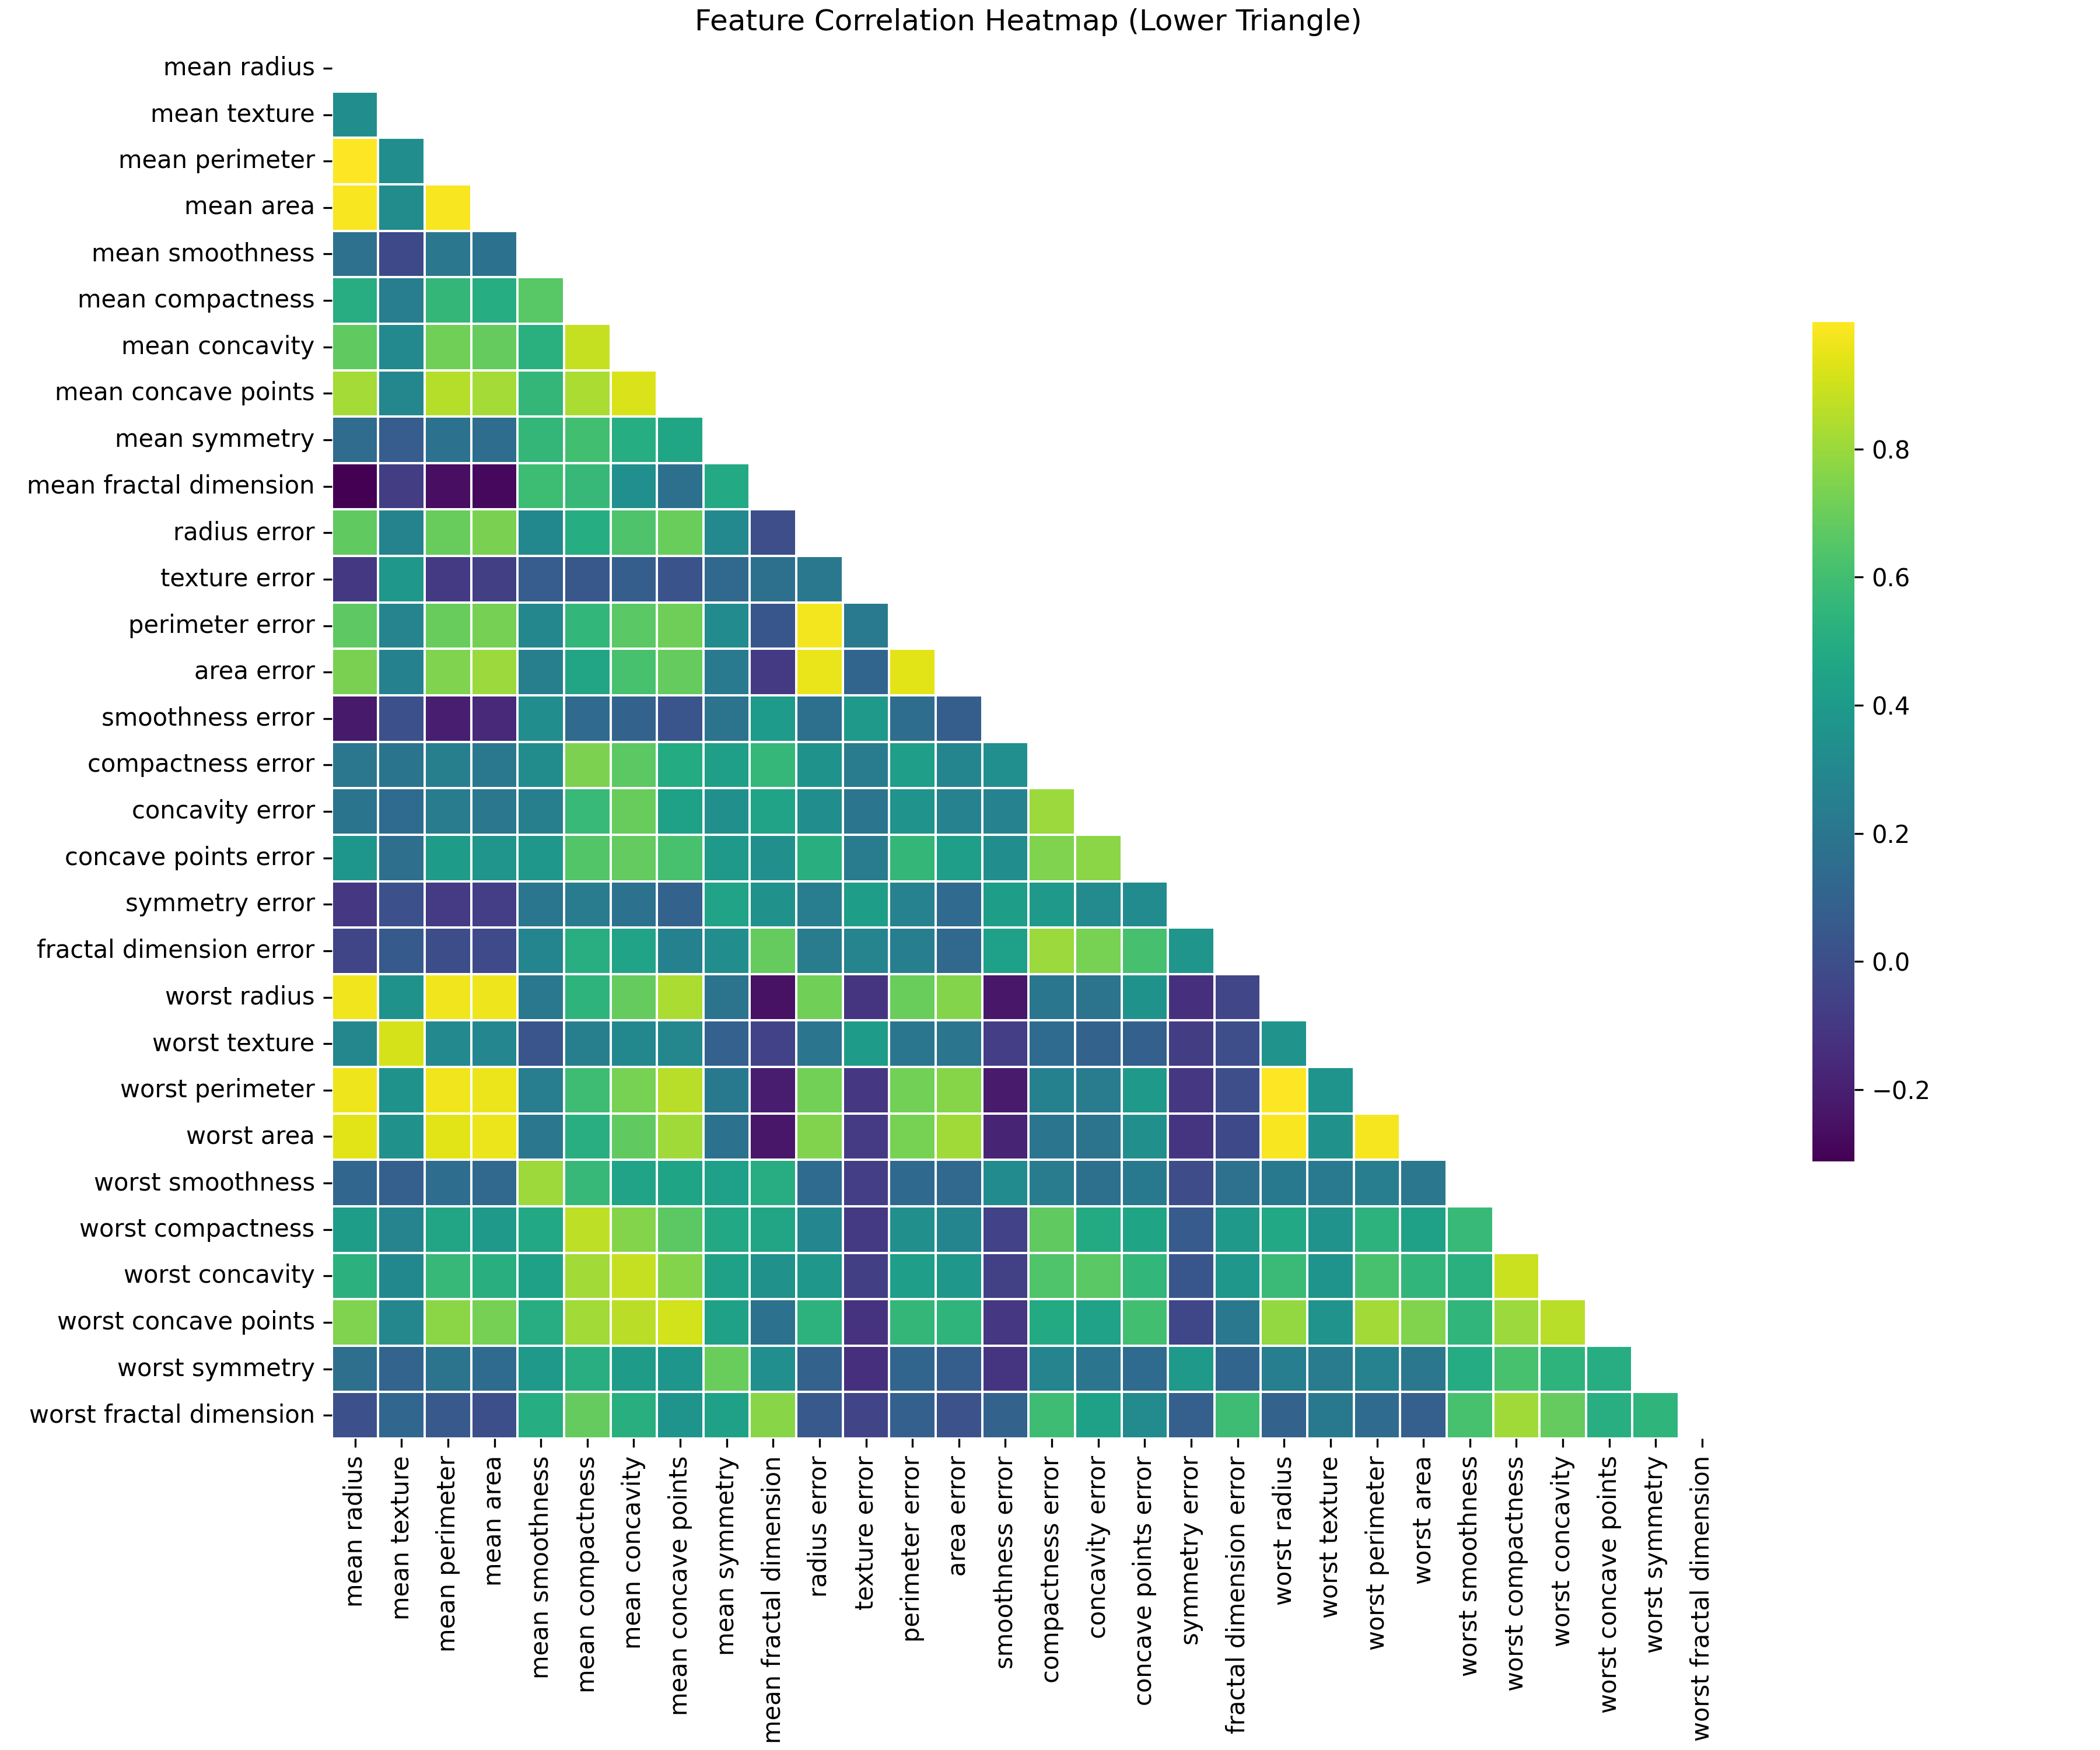 Feature Correlation Heatmap (Lower Triangle)
mean radius
mean texture
mean perimeter
mean area
mean smoothness
mean compactness
mean concavity
mean concave points
mean symmetry
mean fractal dimension
radius error
texture error
perimeter error
area error
smoothness error
compactness error
concavity error
concave points error
symmetry error
fractal dimension error
worst radius
worst texture
worst perimeter
worst area
worst smoothness
worst compactness
worst concavity
worst concave points
worst symmetry
worst fractal dimension
mean radius
mean texture
mean perimeter
mean area
mean smoothness
mean compactness
mean concavity
mean concave points
mean symmetry
mean fractal dimension
radius error
texture error
perimeter error
area error
smoothness error
compactness error
concavity error
concave points error
symmetry error
fractal dimension error
worst radius
worst texture
worst perimeter
worst area
worst smoothness
worst compactness
worst concavity
worst concave points
worst symmetry
worst fractal dimension
0.8
0.6
0.4
0.2
0.0
−0.2